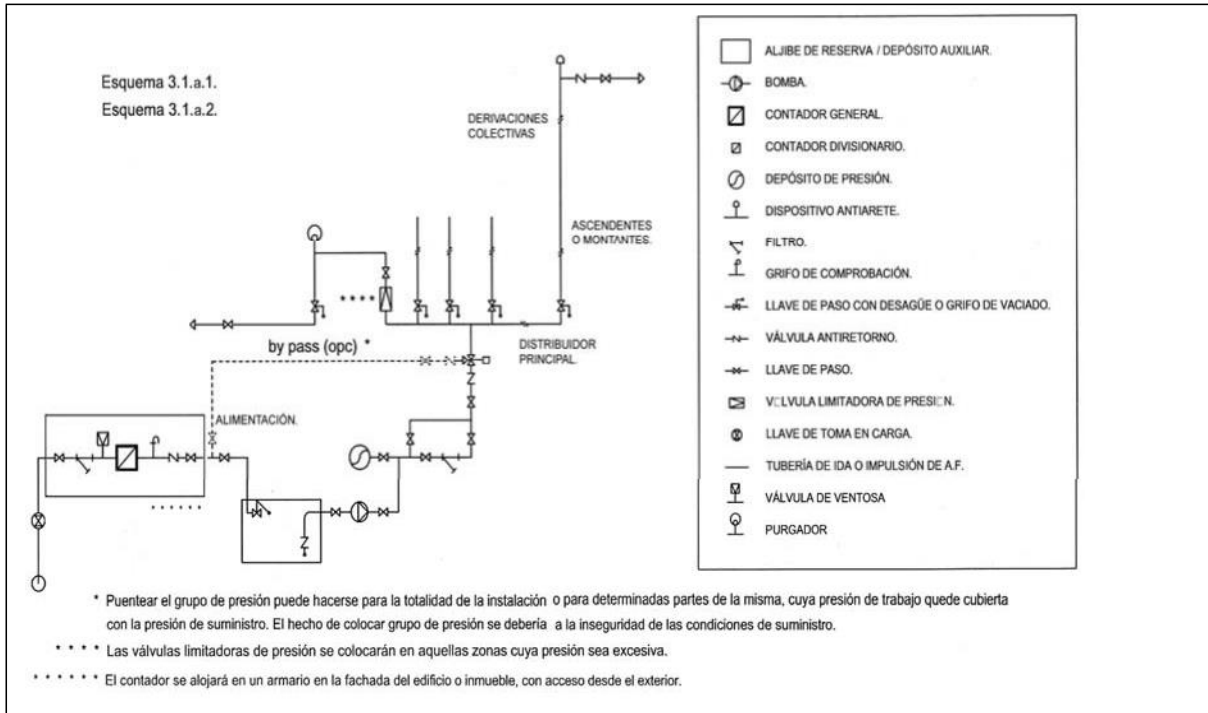 Esquema 3.1.a.1.
Esquema 3.1.a.2.
DERIVACIONES
COLECTIVAS
ASCENDENTES
O MONTANTES.
* * * *
DISTRIBUIDOR
PRINCIPAL.
by pass (opc) *
ALIMENTACIÓN.
* * * * * *
ALJIBE DE RESERVA / DEPÓSITO AUXILIAR.
BOMBA.
CONTADOR GENERAL.
CONTADOR DIVISIONARIO.
DEPÓSITO DE PRESIÓN.
DISPOSITIVO ANTIARETE.
FILTRO.
GRIFO DE COMPROBACIÓN.
LLAVE DE PASO CON DESAGÜE O GRIFO DE VACIADO.
VÁLVULA ANTIRETORNO.
LLAVE DE PASO.
V□LVULA LIMITADORA DE PRESI□N.
LLAVE DE TOMA EN CARGA.
TUBERÍA DE IDA O IMPULSIÓN DE A.F.
VÁLVULA DE VENTOSA
PURGADOR
* Puentear el grupo de presión puede hacerse para la totalidad de la instalación o para determinadas partes de la misma, cuya presión de trabajo quede cubierta
con la presión de suministro. El hecho de colocar grupo de presión se debería a la inseguridad de las condiciones de suministro.
* * * * Las válvulas limitadoras de presión se colocarán en aquellas zonas cuya presión sea excesiva.
* * * * * * El contador se alojará en un armario en la fachada del edificio o inmueble, con acceso desde el exterior.